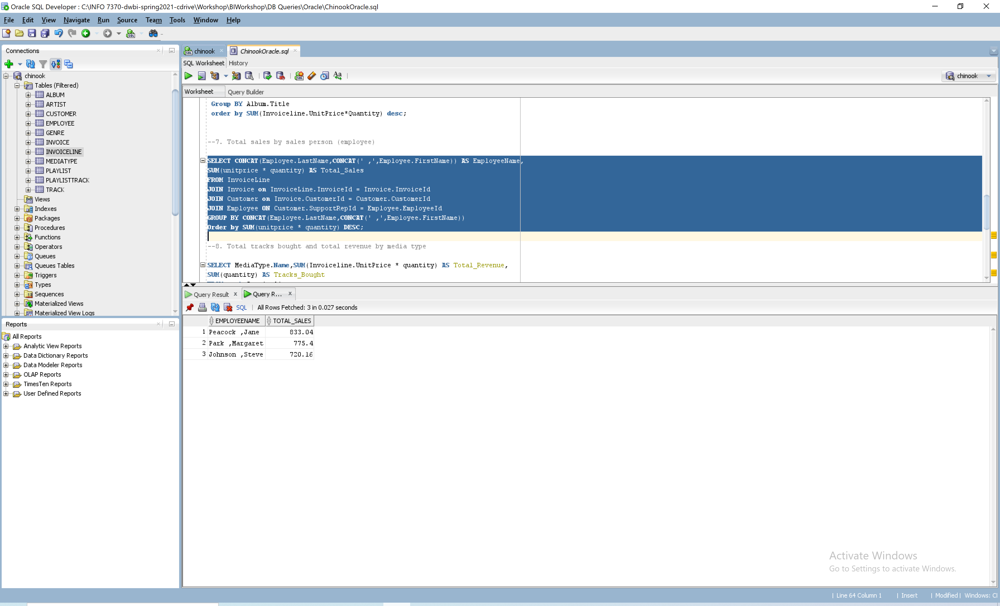 Oracle SQL Developer : C:\INFO 7370-dwbi-spring2021-cdrive\Workshop\BIWorkshop\DB Queries\Oracle\ChinookOracle.sql
File Edit View Navigate Run Source Team Tools Window Help
Connections
chinook
Tables (Filtered)
ALBUM
ARTIST
CUSTOMER
EMPLOYEE
GENRE
INVOICE
INVOICELINE
MEDIATYPE
PLAYLIST
PLAYLISTTRACK
TRACK
Views
Indexes
Packages
Procedures
Functions
Operators
Queues
Queues Tables
Triggers
Types
Sequences
Materialized Views
Materialized View Logs
Reports
All Reports
Analytic View Reports
Data Dictionary Reports
Data Modeler Reports
OLAP Reports
TimesTen Reports
User Defined Reports
chinook ChinookOracle.sql
SQL Worksheet History
chinook
Worksheet Query Builder
Group BY Album.Title
order by SUM(Invoiceline.UnitPrice*Quantity) desc;
--7. Total sales by sales person (employee)
SELECT CONCAT(Employee.LastName,CONCAT(' ,',Employee.FirstName)) AS EmployeeName,
SUM(unitprice * quantity) AS Total_Sales
FROM InvoiceLine
JOIN Invoice on InvoiceLine.InvoiceId = Invoice.InvoiceId
JOIN Customer on Invoice.CustomerId = Customer.CustomerId
JOIN Employee ON Customer.SupportRepId = Employee.EmployeeId
GROUP BY CONCAT(Employee.LastName,CONCAT(' ,',Employee.FirstName))
Order by SUM(unitprice * quantity) DESC;
--8. Total tracks bought and total revenue by media type
SELECT MediaType.Name,SUM(Invoiceline.UnitPrice * quantity) AS Total_Revenue,
SUM(quantity) AS Tracks_Bought
Query Result Query R...
SQL All Rows Fetched: 3 in 0.027 seconds
EMPLOYEENAME TOTAL_SALES
1 Peacock ,Jane 833.04
2 Park ,Margaret 775.4
3 Johnson ,Steve 720.16
Activate Windows
Go to Settings to activate Windows.
Line 64 Column 1 | Insert | Modified | Windows: Cl